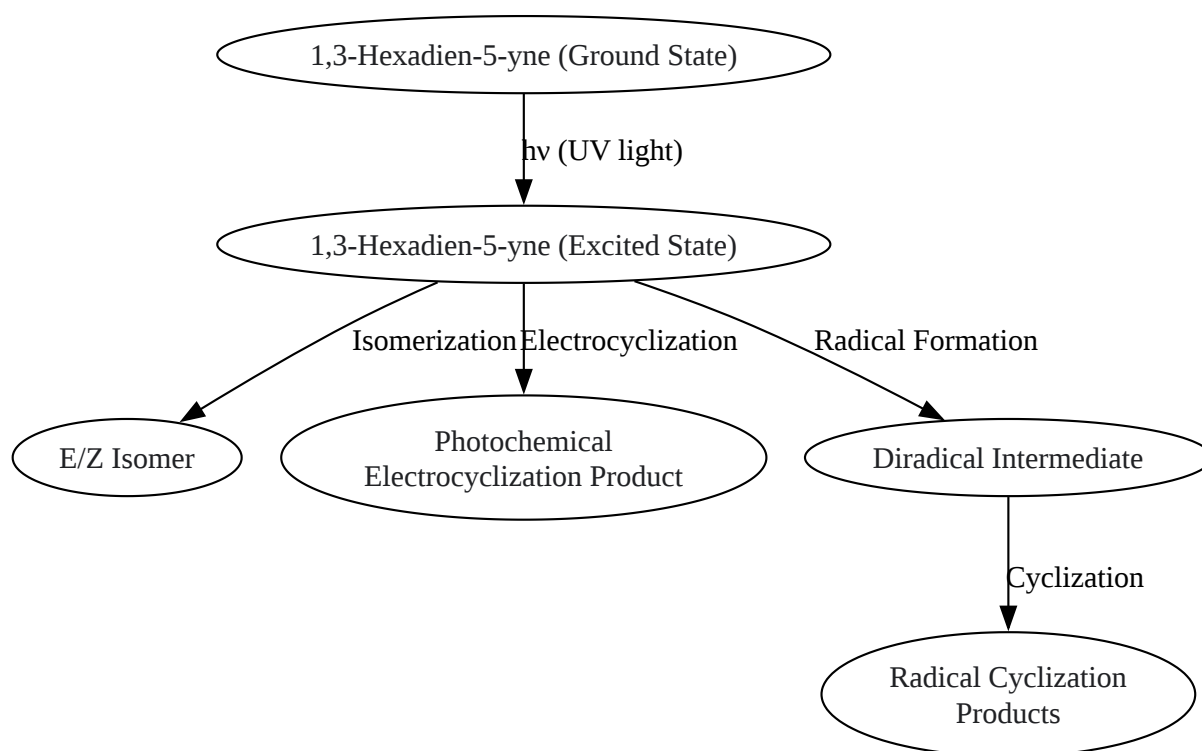 1,3-Hexadien-5-yne (Ground State)
hν (UV light)
1,3-Hexadien-5-yne (Excited State)
Isomerization
Electrocyclization
Radical Formation
E/Z Isomer
Photochemical
Electrocyclization Product
Diradical Intermediate
Cyclization
Radical Cyclization
Products